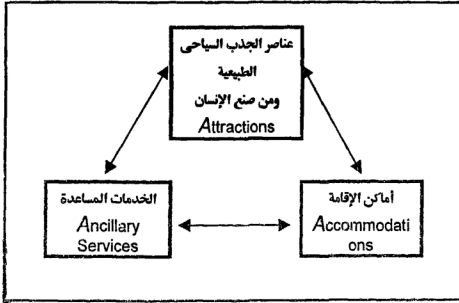 عناصر الجذب السياحى
الطبيعية
ومن صنع الإنسان
Attractions
الخدمات المساعدة
Ancillary
Services
أماكن الإقامة
Accommodati
ons